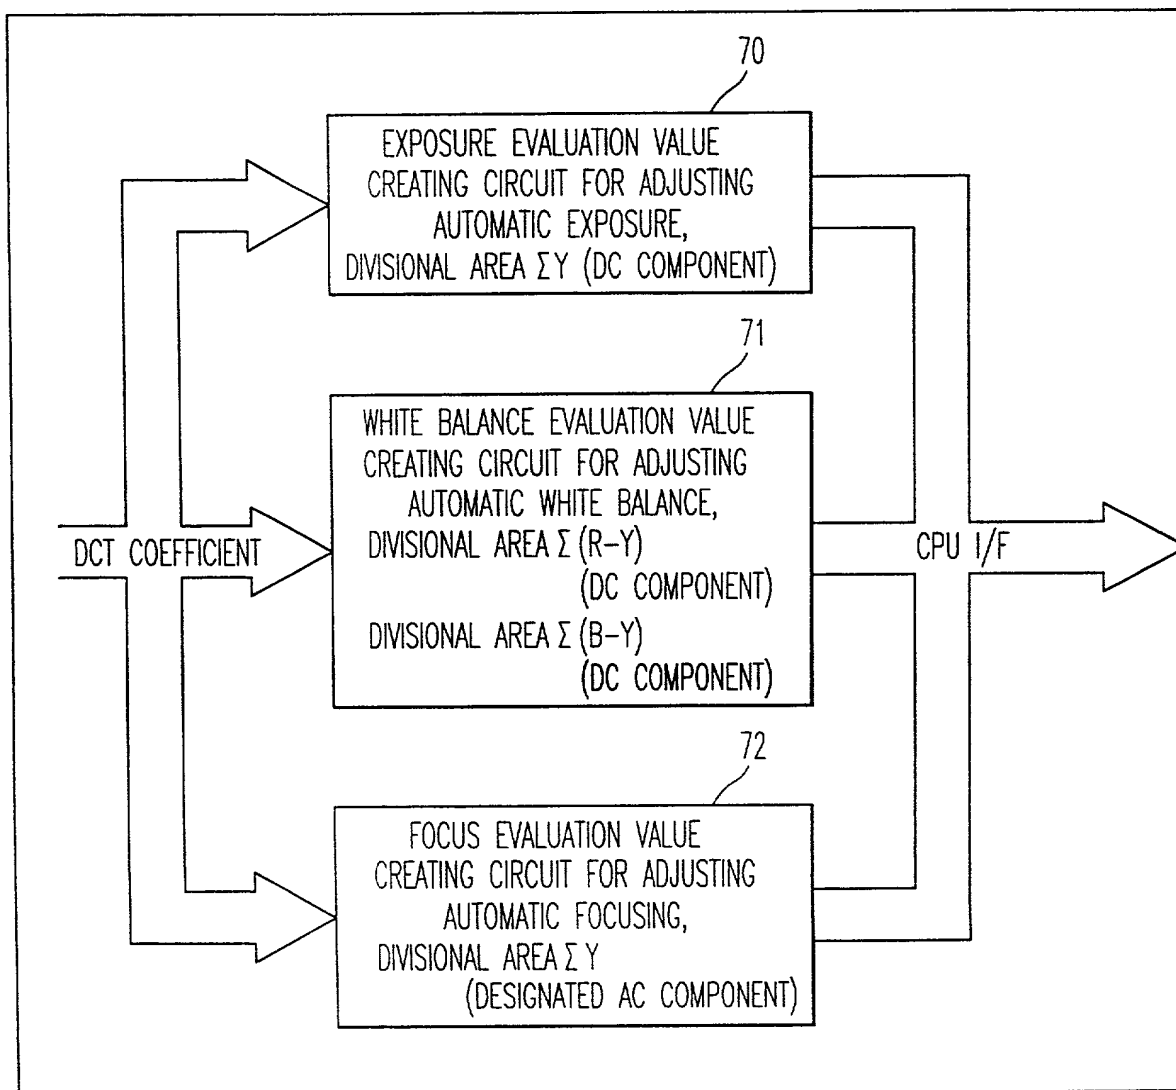 70
EXPOSURE EVALUATION VALUE
CREATING CIRCUIT FOR ADJUSTING
AUTOMATIC EXPOSURE,
DIVISIONAL AREA ΣY (DC COMPONENT)
71
WHITE BALANCE EVALUATION VALUE
CREATING CIRCUIT FOR ADJUSTING
AUTOMATIC WHITE BALANCE,
DIVISIONAL AREA Σ (R-Y)
(DC COMPONENT)
DIVISIONAL AREA Σ (B-Y)
(DC COMPONENT)
DCT COEFFICIENT
CPU I/F
72
FOCUS EVALUATION VALUE
CREATING CIRCUIT FOR ADJUSTING
AUTOMATIC FOCUSING,
DIVISIONAL AREA Σ Y
(DESIGNATED AC COMPONENT)